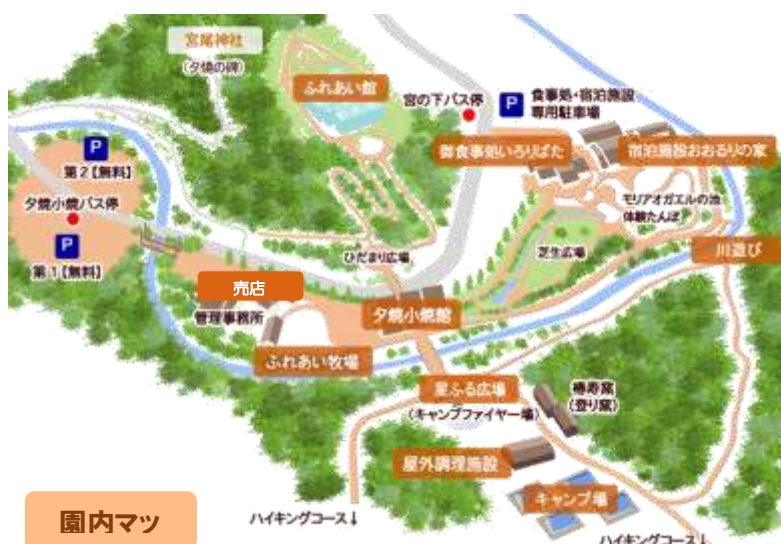 宮尾神社
(夕焼の碑)
ふれあい館
宮の下バス停
P
食事処・宿泊施設
専用駐車場
御食事処いろりばた
宿泊施設おおるりの家
P
第2【無料】
夕焼小焼バス停
P
第1【無料】
モリアオガエルの池
体験たんぼ
ひだまり広場
芝生広場
川遊び
売店
管理事務所
夕焼小焼館
ふれあい牧場
星ふる広場
(キャンプファイヤー場)
椿寿窯
(登り窯)
屋外調理施設
キャンプ場
園内マッ
ハイキングコース↓
ハイキングコース↓